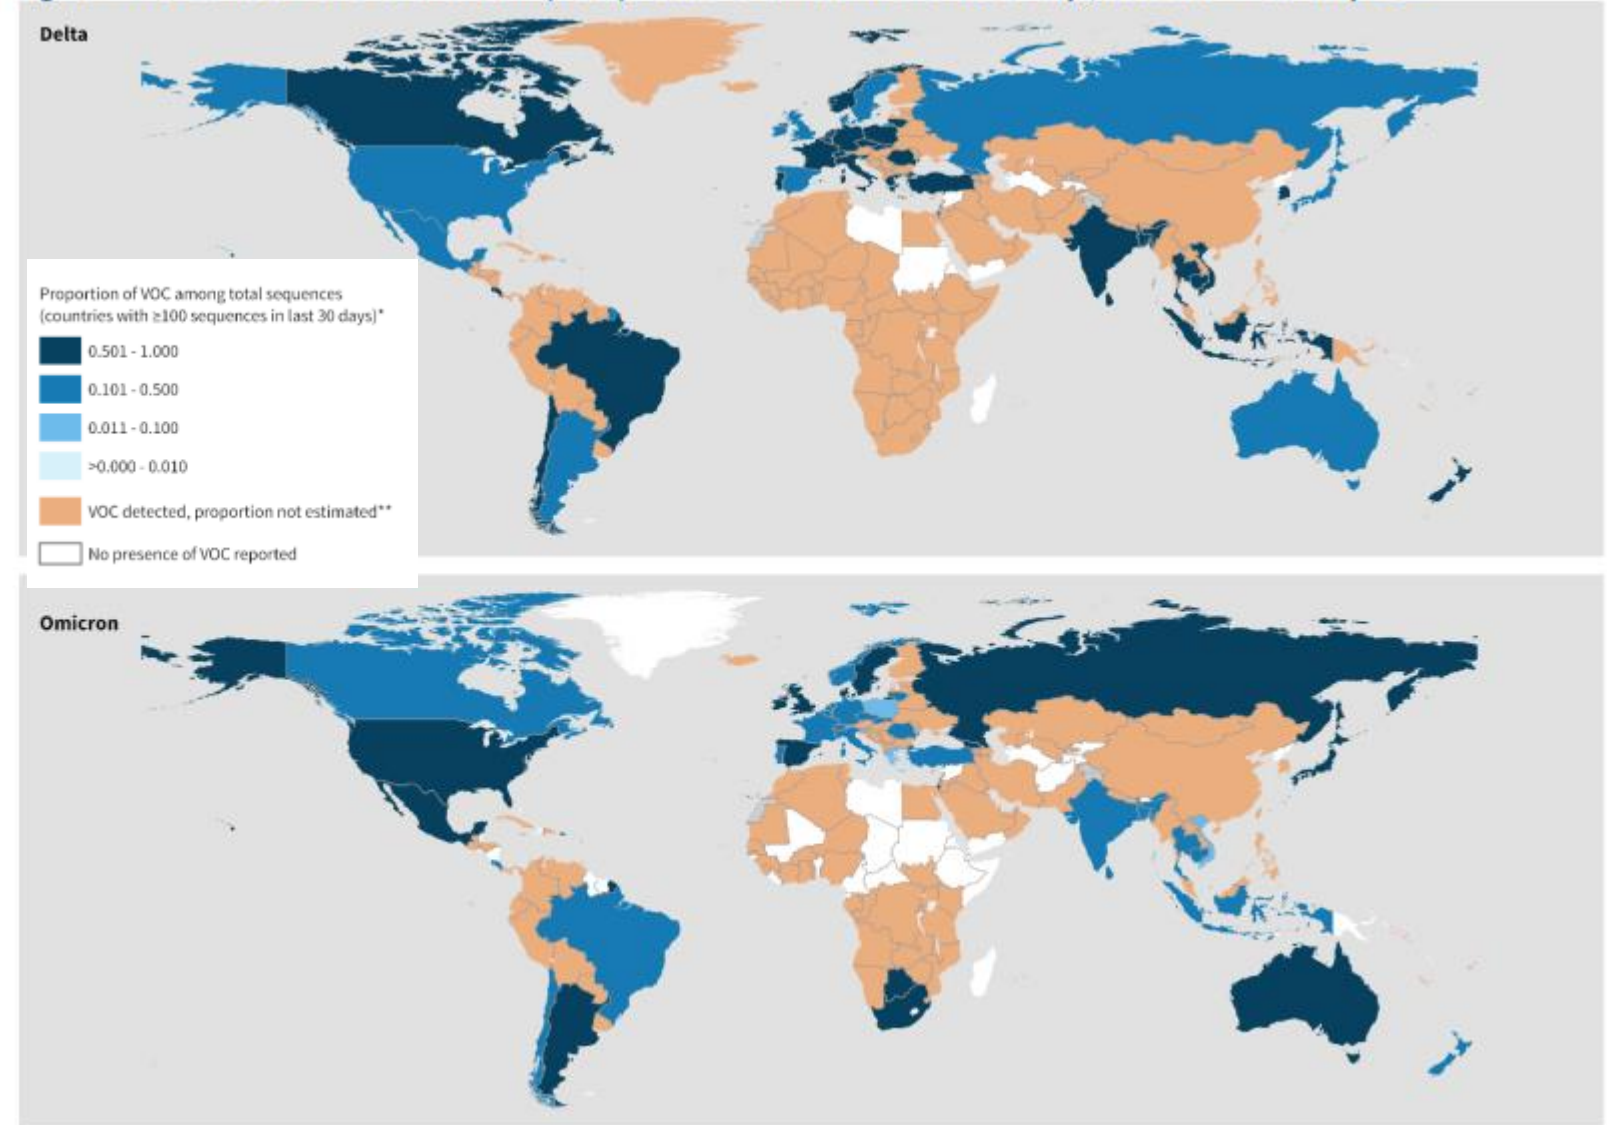 Delta
Proportion of VOC among total sequences
(countries with ≥100 sequences in last 30 days)*
0.501 - 1.000
0.101 - 0.500
0.011 - 0.100
>0.000 - 0.010
VOC detected, proportion not estimated**
No presence of VOC reported
Omicron